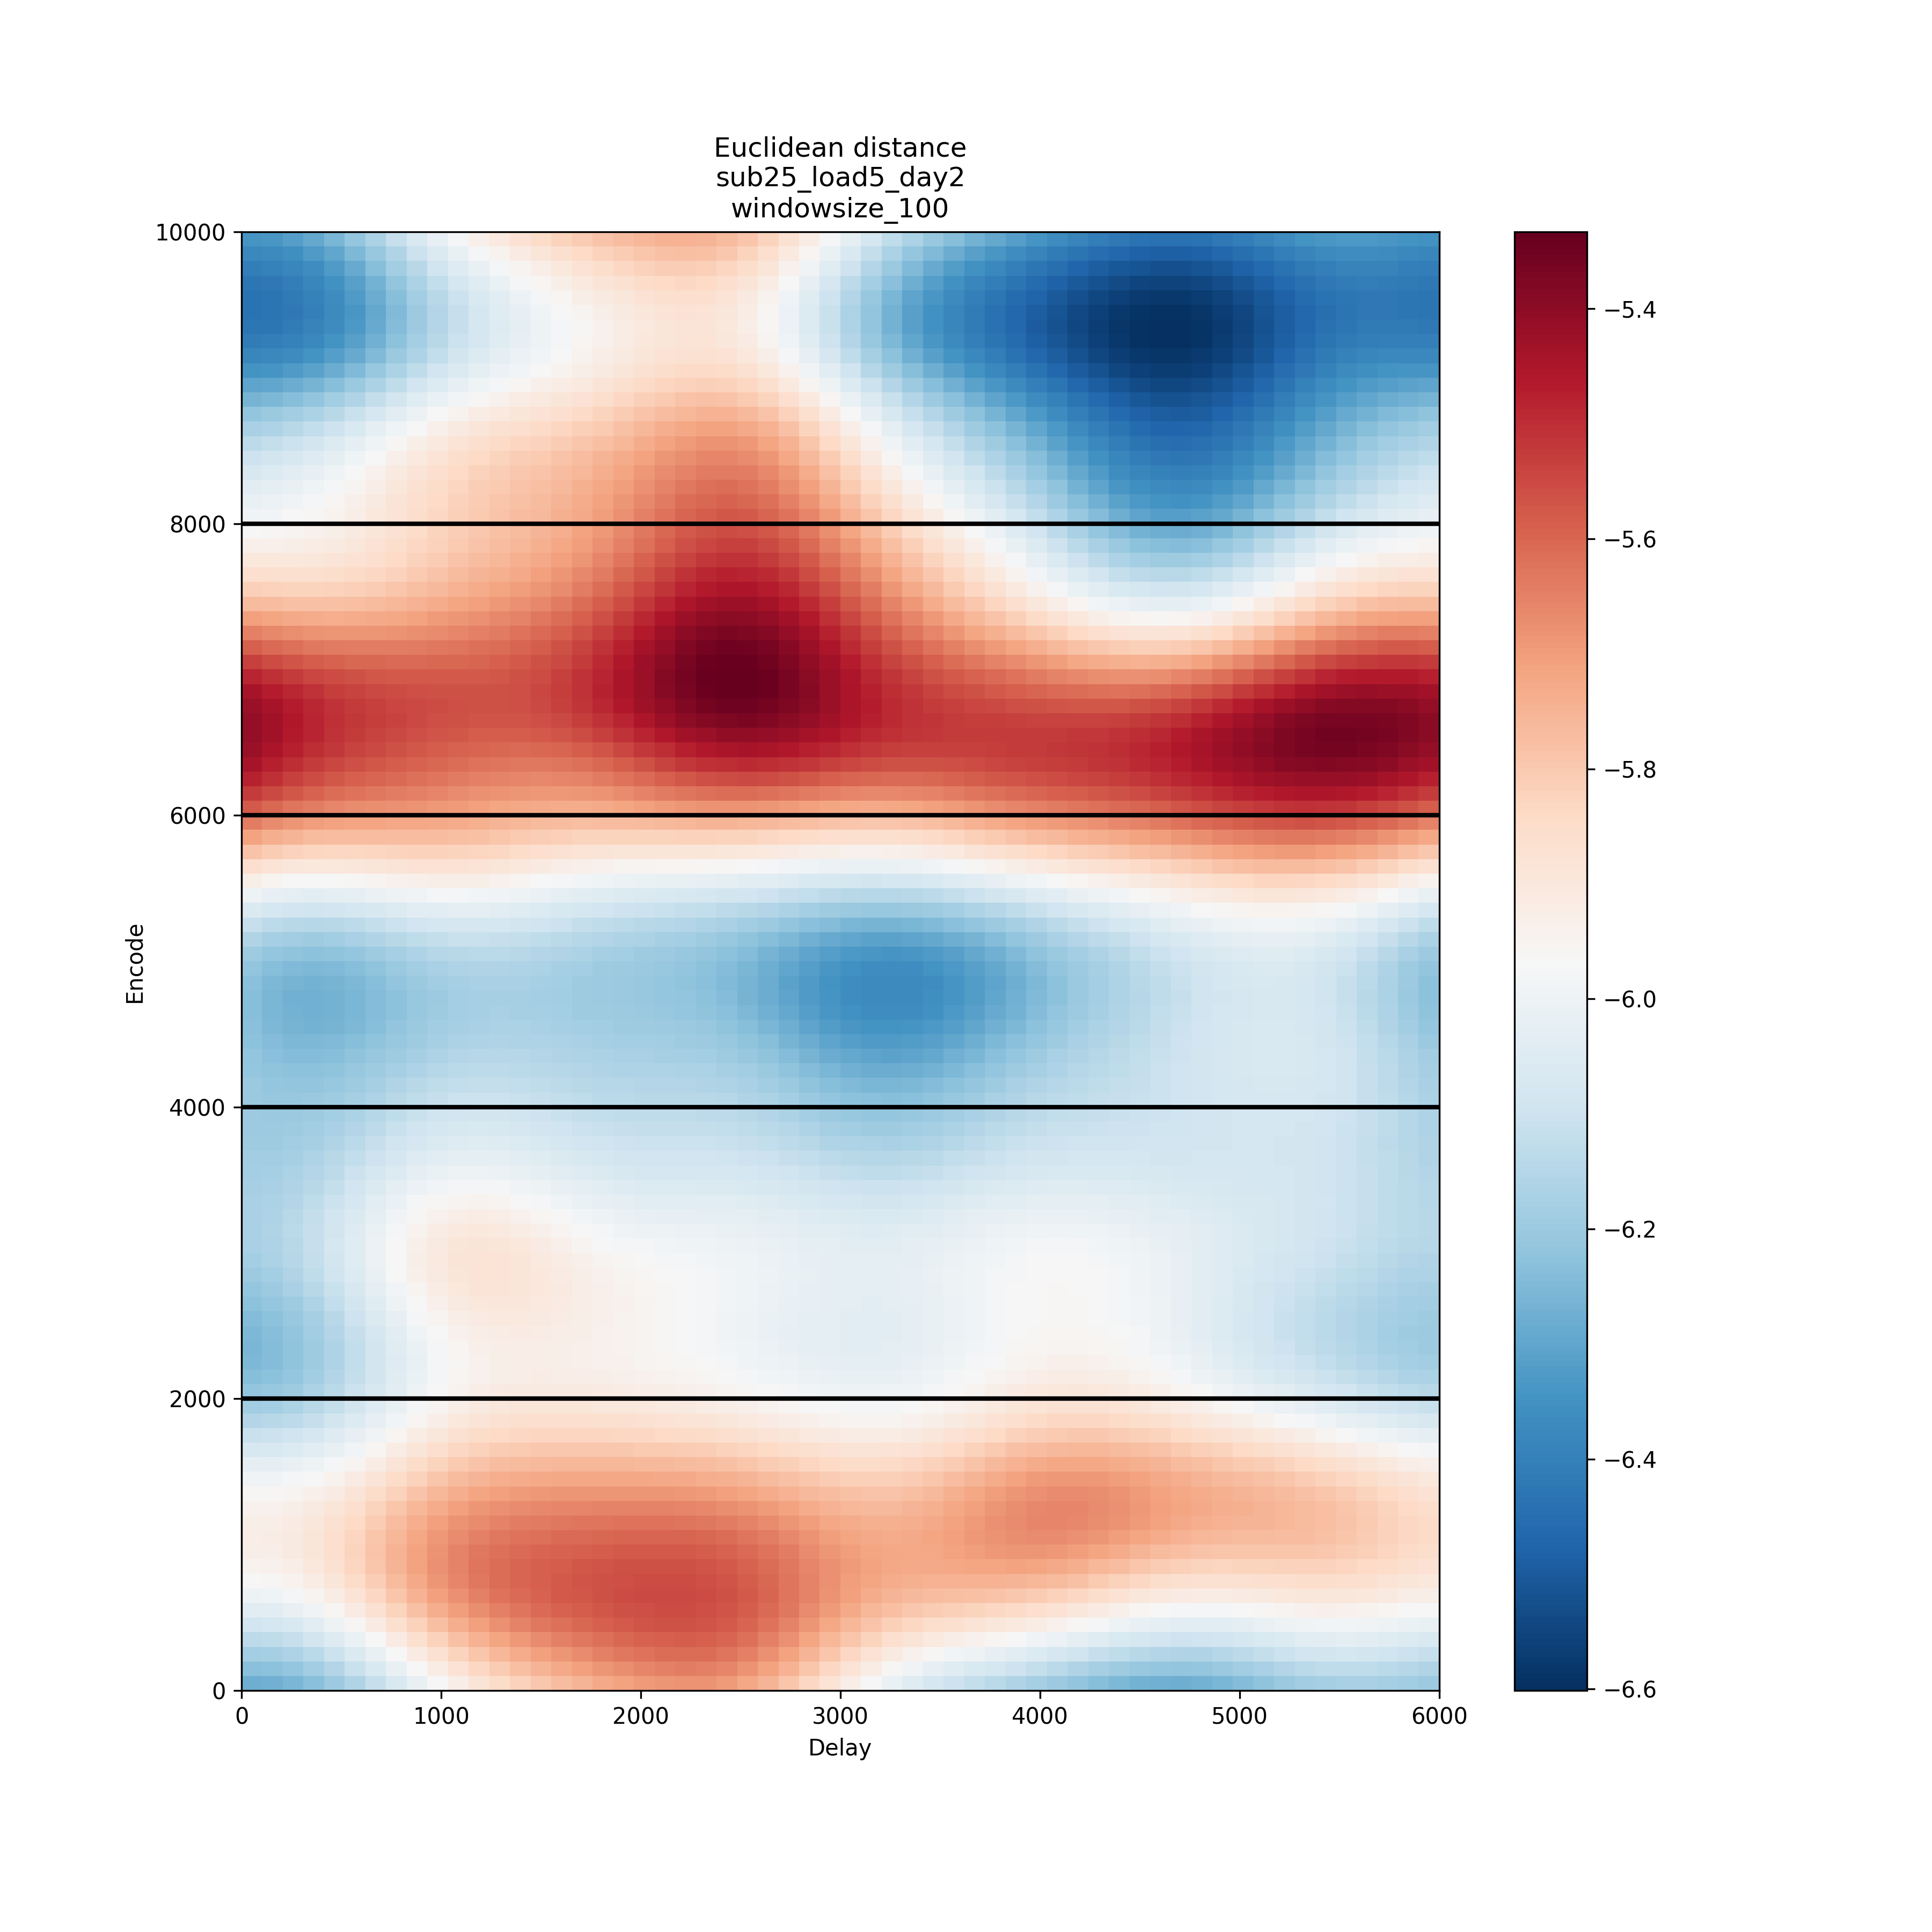 Euclidean distance
sub25_load5_day2
windowsize_100
10000
8000
6000
4000
2000
0
Encode
0 1000 2000 3000 4000 5000 6000
Delay
−5.4
−5.6
−5.8
−6.0
−6.2
−6.4
−6.6